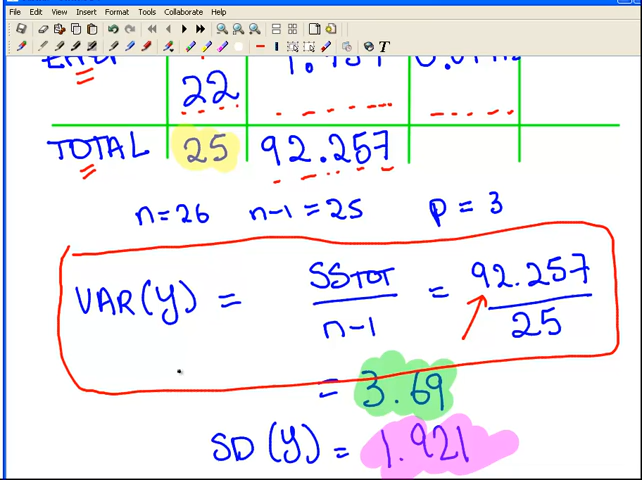 File Edit View Insert Format Tools Actions Help
T
22
TOTAL 25 92.257
n=26 n-1=25 p=3
VAR(Y) = SSTOT / n-1 = 92.257 / 25
= 3.69
SD(Y) = 1.921